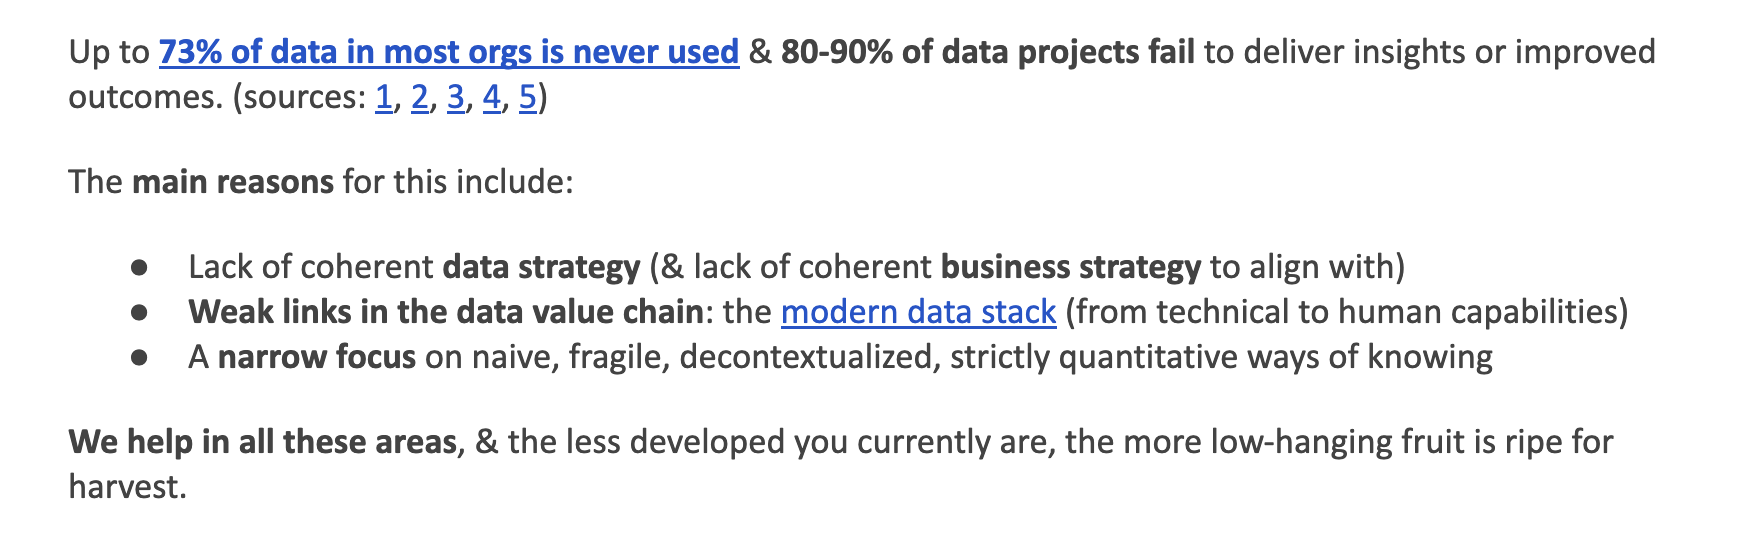 Up to 73% of data in most orgs is never used & 80-90% of data projects fail to deliver insights or improved
outcomes. (sources: 1, 2, 3, 4, 5)
The main reasons for this include:
● Lack of coherent data strategy (& lack of coherent business strategy to align with)
● Weak links in the data value chain: the modern data stack (from technical to human capabilities)
● A narrow focus on naive, fragile, decontextualized, strictly quantitative ways of knowing
We help in all these areas, & the less developed you currently are, the more low-hanging fruit is ripe for
harvest.